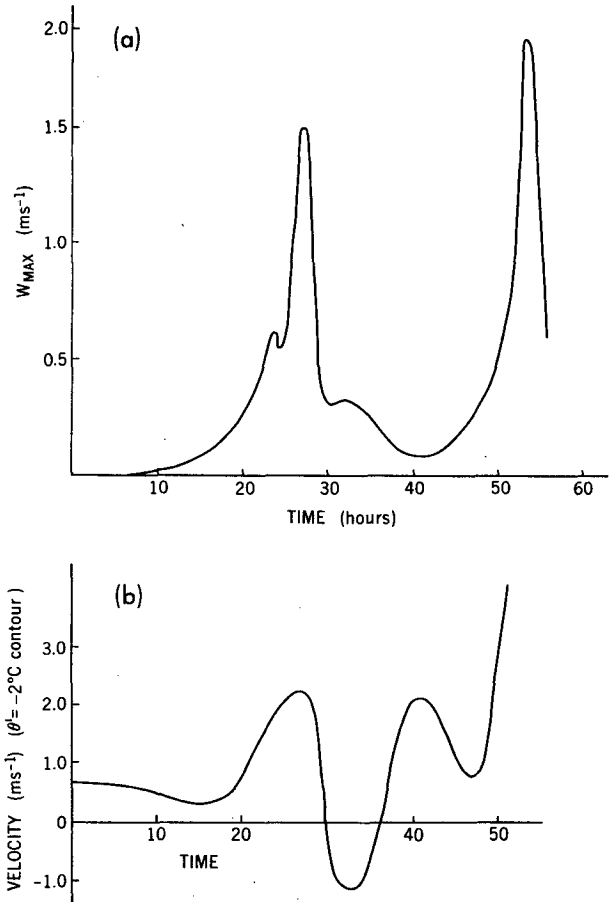 (a)
2.0
1.5
1.0
0.5
W_MAX (ms⁻¹)
10 20 30 40 50 60
TIME (hours)
(b)
3.0
2.0
1.0
0
-1.0
VELOCITY (ms⁻¹) (θ' = -2°C contour)
10 20 40 50
TIME